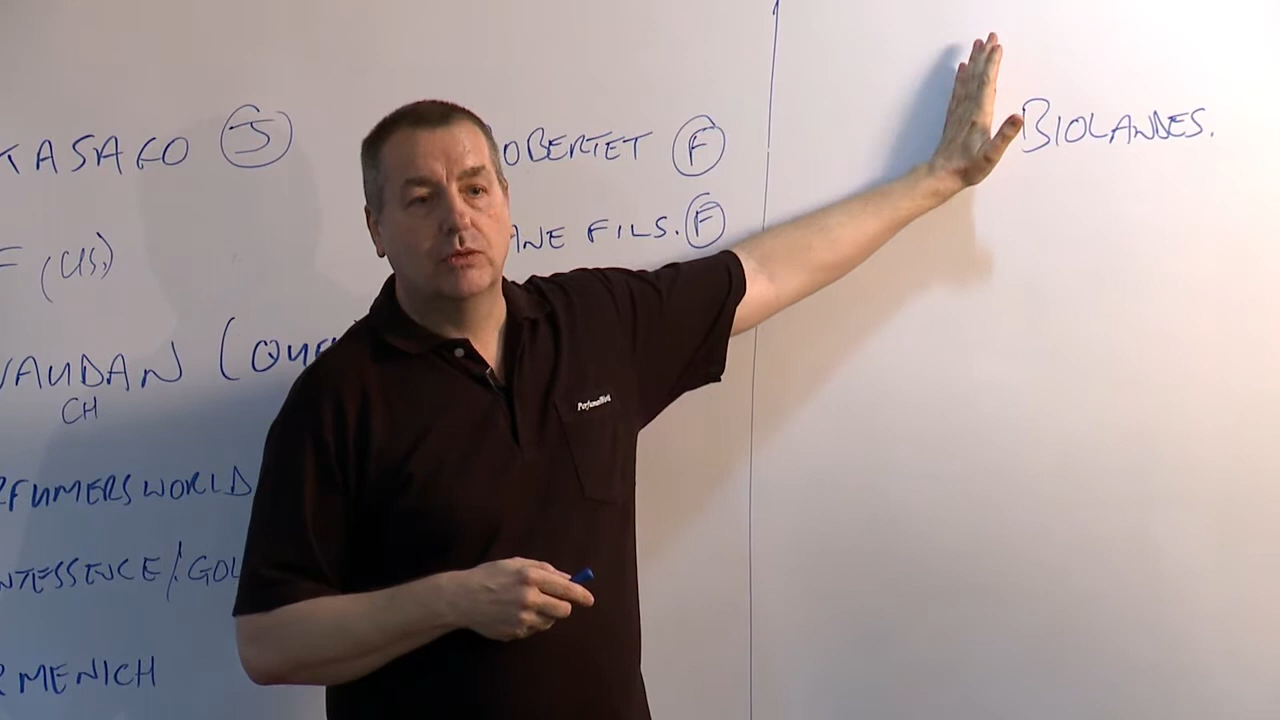 TASAGO J
OBERTET F
BIOLANDES.
F (US)
ANE FILS. F
VAUDAN (QUE
CH
PerfumersWorld
RFUMERSWORLD
NTESSENCE/.GOL
RMENICH